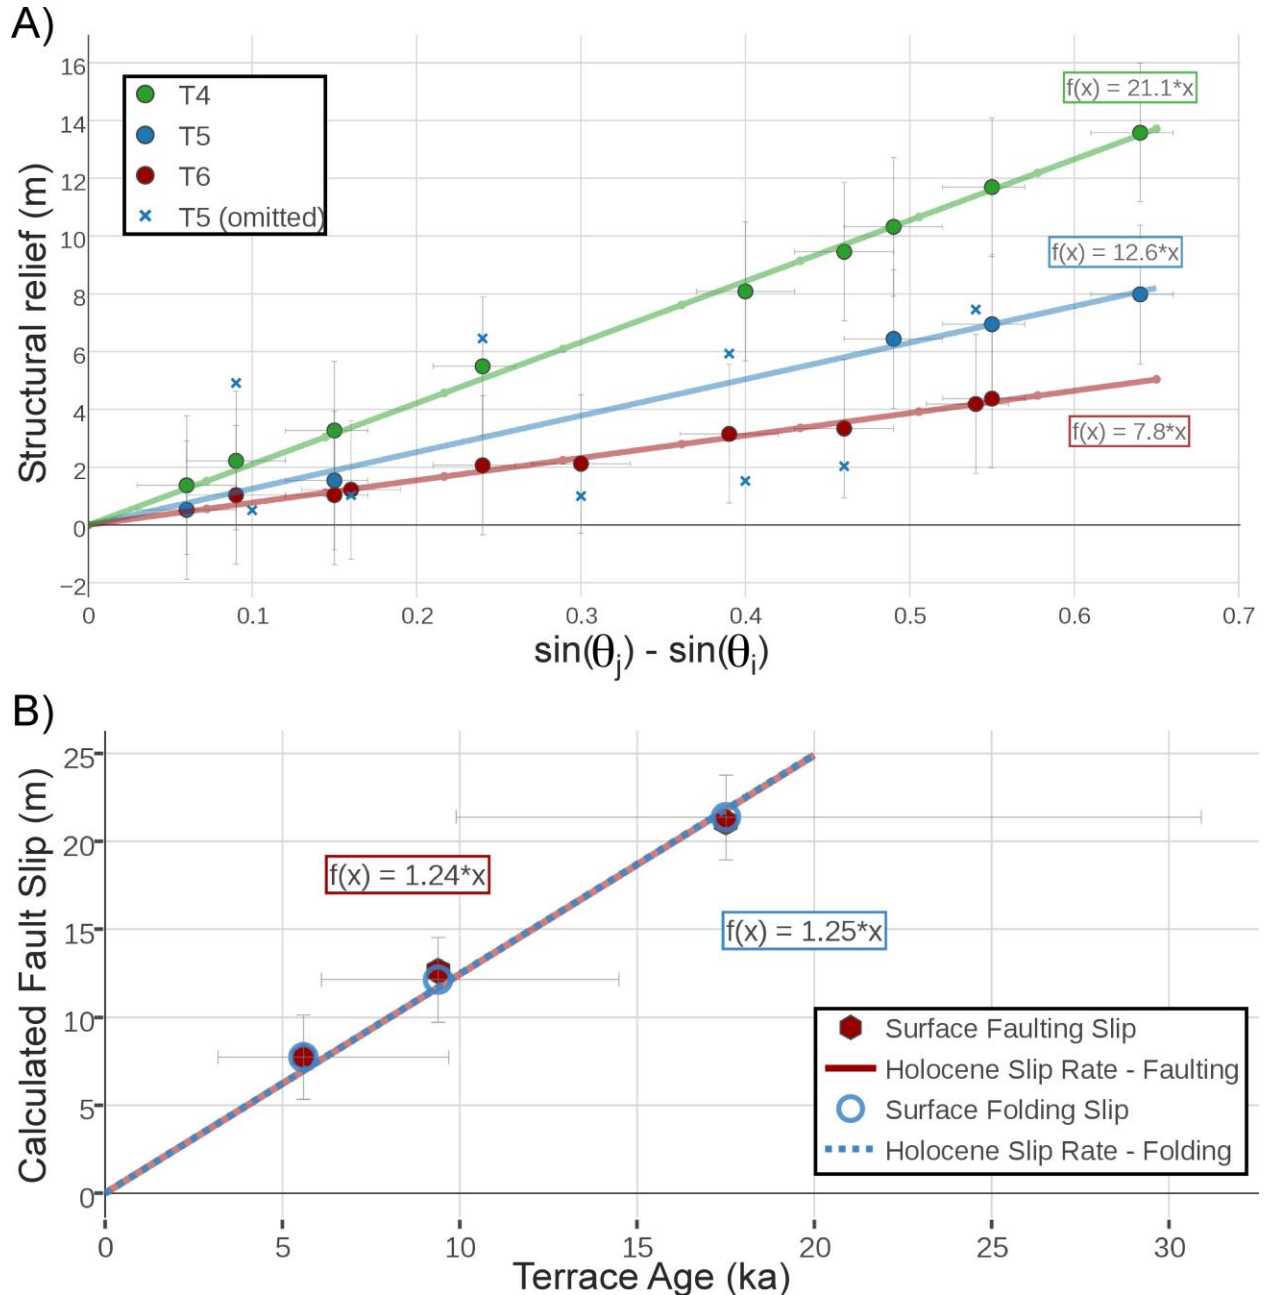 A)
Structural relief (m)
16
14
12
10
8
6
4
2
0
−2
T4
T5
T6
T5 (omitted)
f(x) = 21.1*x
f(x) = 12.6*x
f(x) = 7.8*x
0 0.1 0.2 0.3 0.4 0.5 0.6 0.7
sin(θj) - sin(θi)
B)
Calculated Fault Slip (m)
25
20
15
10
5
0
f(x) = 1.24*x
f(x) = 1.25*x
Surface Faulting Slip
Holocene Slip Rate - Faulting
Surface Folding Slip
Holocene Slip Rate - Folding
0 5 10 15 20 25 30
Terrace Age (ka)